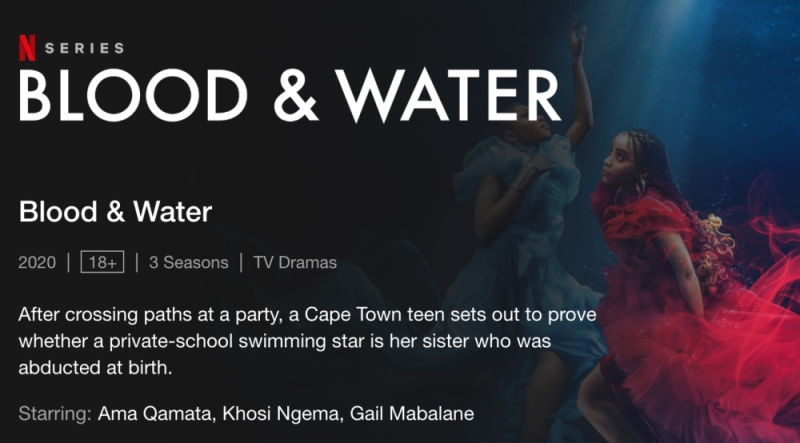 N SERIES
BLOOD & WATER
Blood & Water
2020 | 18+ | 3 Seasons | TV Dramas
After crossing paths at a party, a Cape Town teen sets out to prove
whether a private-school swimming star is her sister who was
abducted at birth.
Starring: Ama Qamata, Khosi Ngema, Gail Mabalane